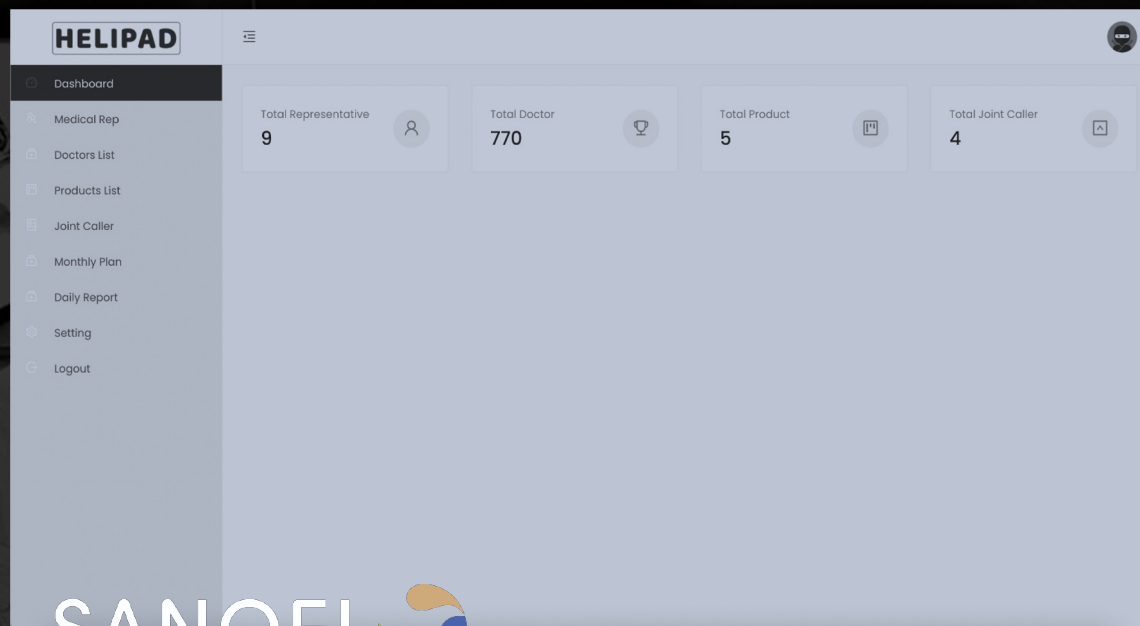 HELIPAD
Dashboard
Medical Rep
Doctors List
Products List
Joint Caller
Monthly Plan
Daily Report
Setting
Logout
Total Representative
9
Total Doctor
770
Total Product
5
Total Joint Caller
4
SANOFI